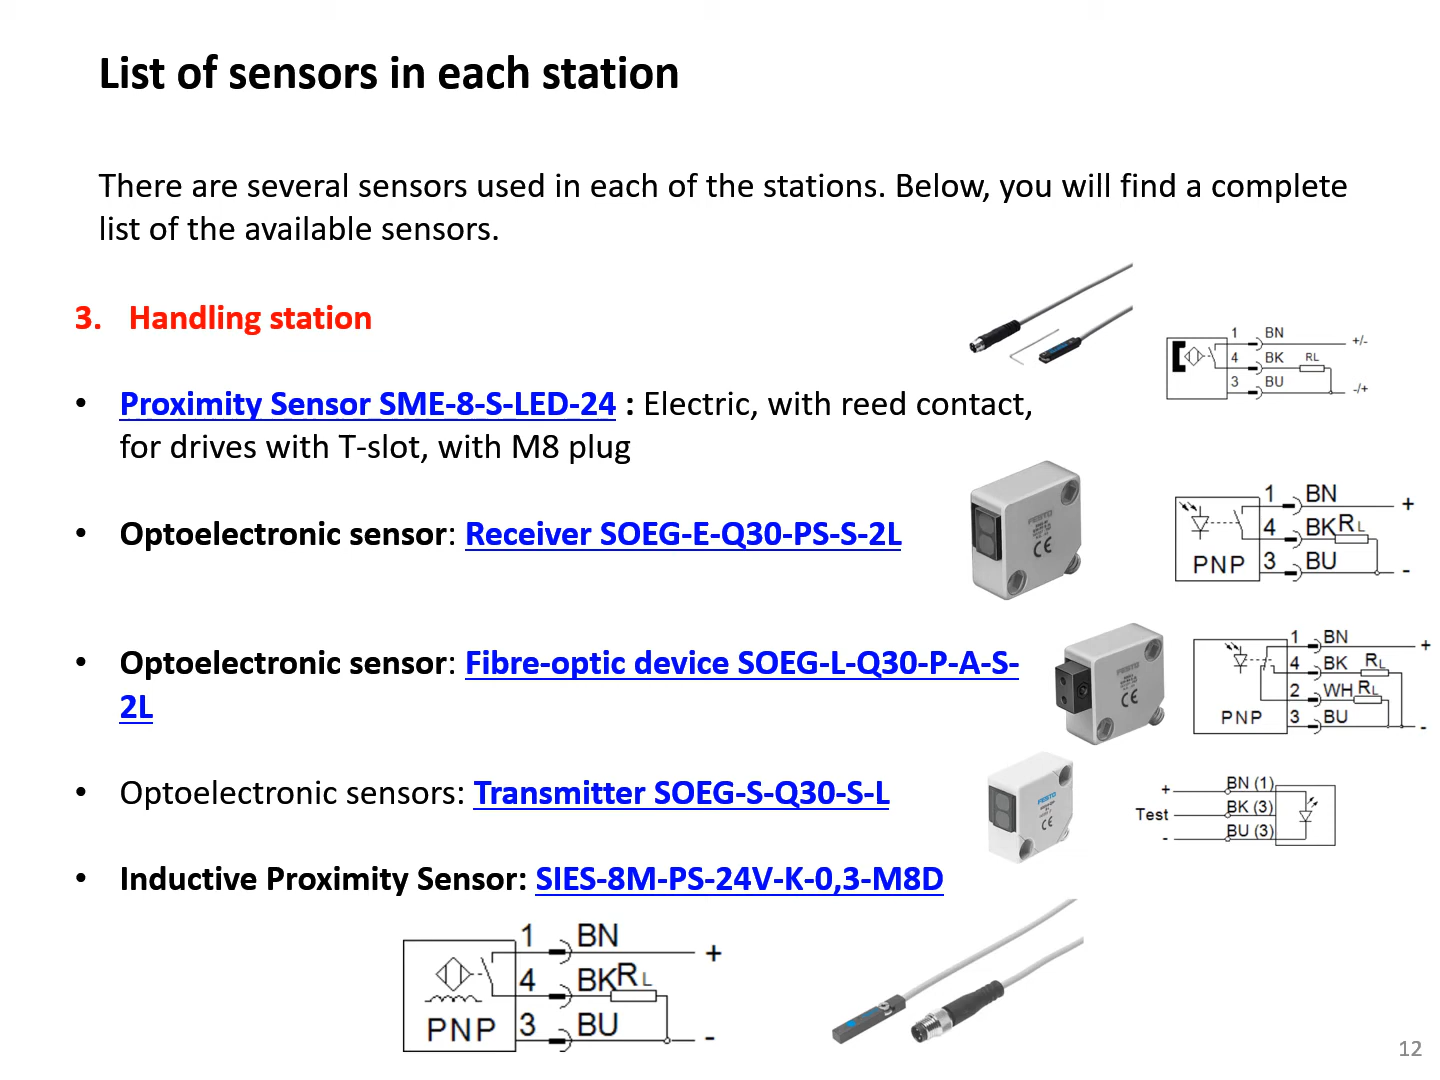 List of sensors in each station
There are several sensors used in each of the stations. Below, you will find a complete
list of the available sensors.
3. Handling station
1 BN +/-
4 BK RL
3 BU -/+
• Proximity Sensor SME-8-S-LED-24 : Electric, with reed contact,
for drives with T-slot, with M8 plug
FESTO
CE
1 BN +
4 BK RL
PNP 3 BU -
• Optoelectronic sensor: Receiver SOEG-E-Q30-PS-S-2L
FESTO
CE
1 BN +
4 BK RL
2 WH RL
PNP 3 BU -
• Optoelectronic sensor: Fibre-optic device SOEG-L-Q30-P-A-S-
2L
FESTO
CE
+ BN (1)
Test BK (3)
- BU (3)
• Optoelectronic sensors: Transmitter SOEG-S-Q30-S-L
• Inductive Proximity Sensor: SIES-8M-PS-24V-K-0,3-M8D
1 BN +
4 BK RL
PNP 3 BU -
12